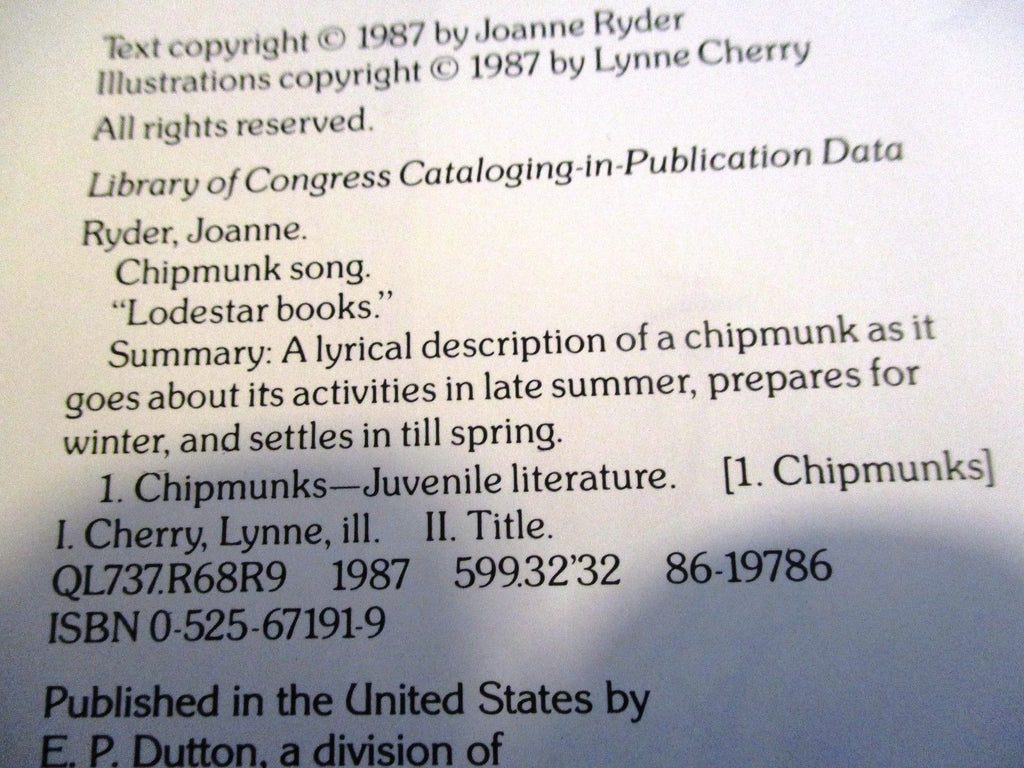 Text copyright © 1987 by Joanne Ryder
Illustrations copyright © 1987 by Lynne Cherry
All rights reserved.
Library of Congress Cataloging-in-Publication Data
Ryder, Joanne.
Chipmunk song.
“Lodestar books.”
Summary: A lyrical description of a chipmunk as it
goes about its activities in late summer, prepares for
winter, and settles in till spring.
1. Chipmunks—Juvenile literature. [1. Chipmunks]
I. Cherry, Lynne, ill. II. Title.
QL737.R68R9 1987 599.32’32 86-19786
ISBN 0-525-67191-9
Published in the United States by
E. P. Dutton, a division of